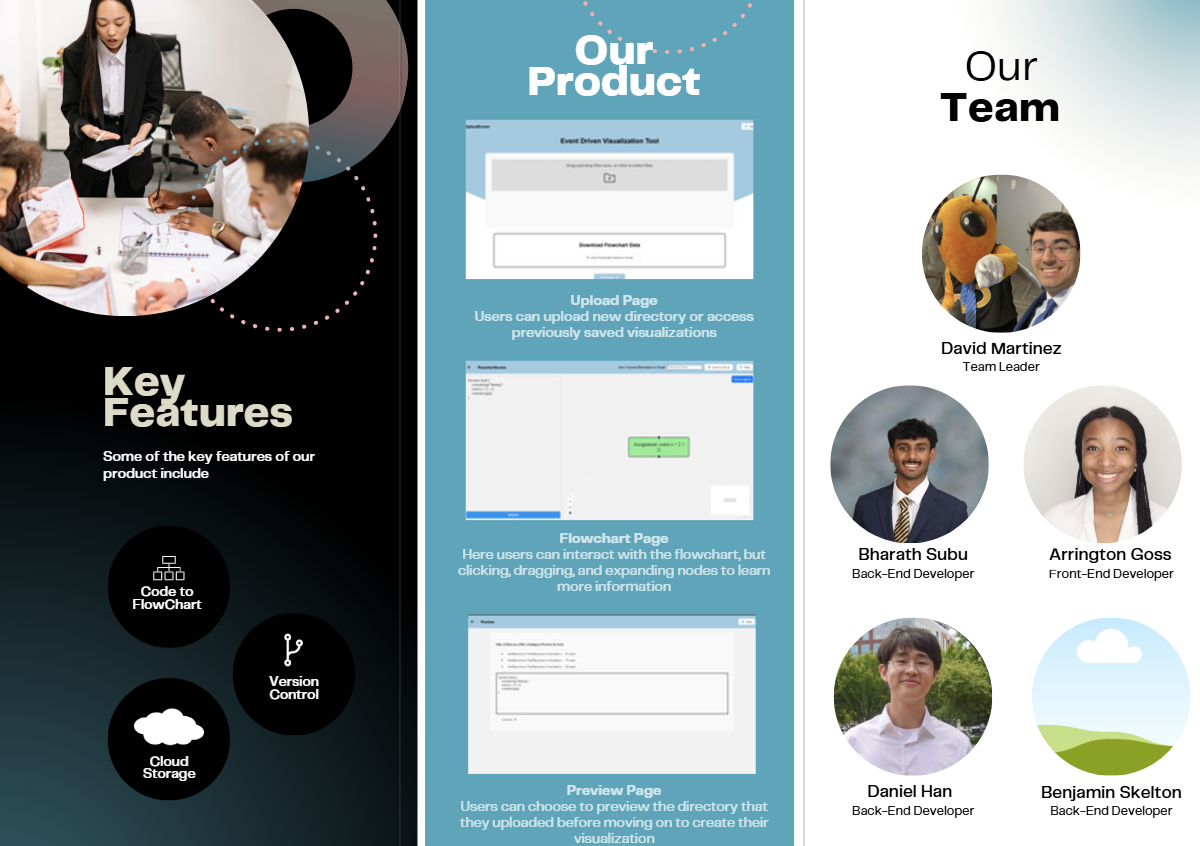 Key
Features
Some of the key features of our
product include
Code to
FlowChart
Version
Control
Cloud
Storage
Our
Product
UploadScreen
Event Driven Visualization Tool
Drag and drop files here, or click to select files
Download Flowchart Data
Upload Page
Users can upload new directory or access
previously saved visualizations
FlowchartScreen
Flowchart Page
Here users can interact with the flowchart, but
clicking, dragging, and expanding nodes to learn
more information
Preview
Preview Page
Users can choose to preview the directory that
they uploaded before moving on to create their
visualization
Our
Team
David Martinez
Team Leader
Bharath Subu
Back-End Developer
Arrington Goss
Front-End Developer
Daniel Han
Back-End Developer
Benjamin Skelton
Back-End Developer